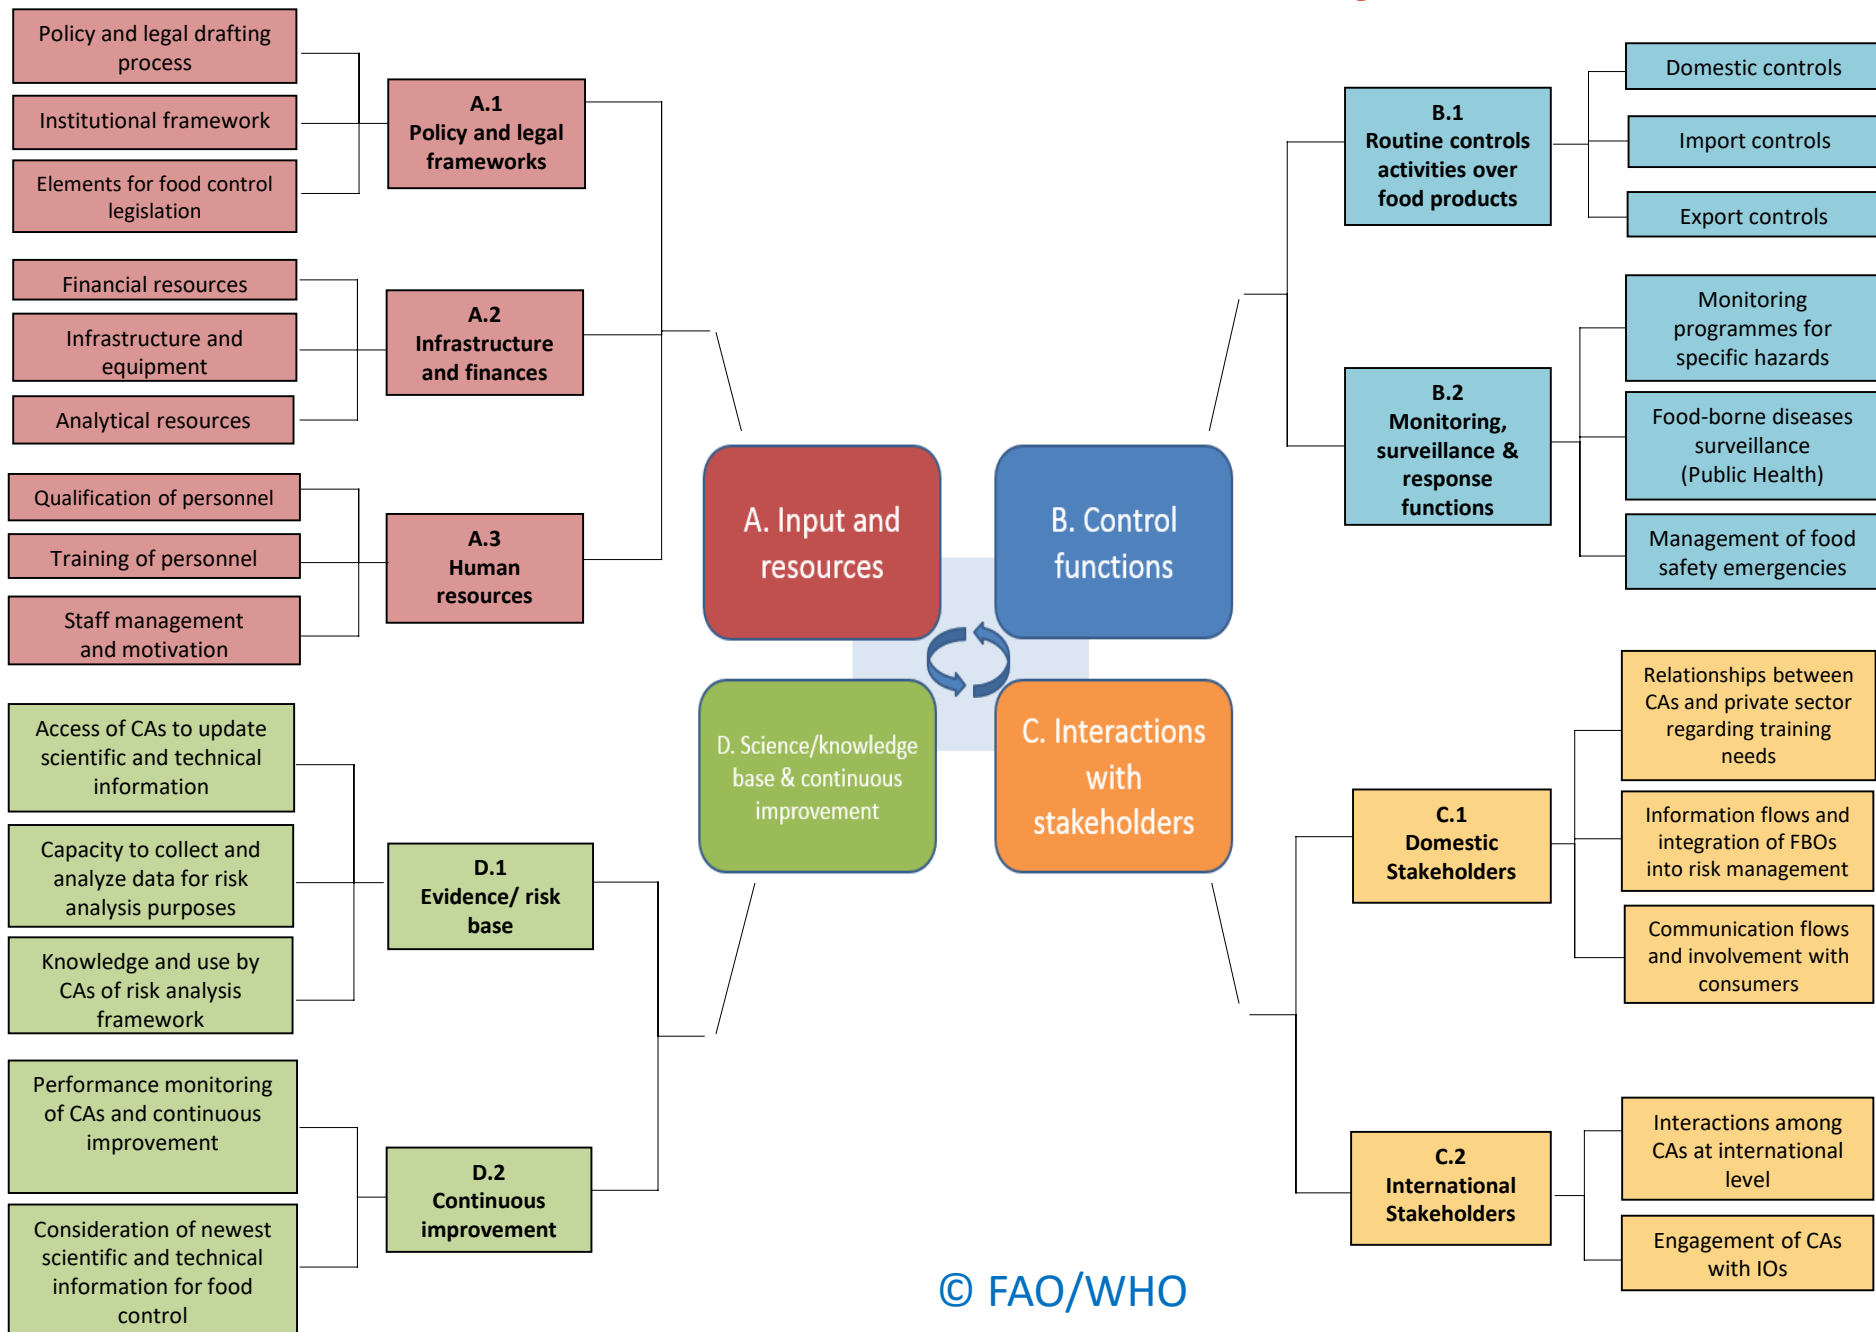 Policy and legal drafting
process
Institutional framework
Elements for food control
legislation
A.1
Policy and legal
frameworks
Financial resources
Infrastructure and
equipment
Analytical resources
A.2
Infrastructure
and finances
Qualification of personnel
Training of personnel
Staff management
and motivation
A.3
Human
resources
A. Input and
resources
B. Control
functions
B.1
Routine controls
activities over
food products
Domestic controls
Import controls
Export controls
B.2
Monitoring,
surveillance &
response
functions
Monitoring
programmes for
specific hazards
Food-borne diseases
surveillance
(Public Health)
Management of food
safety emergencies
D. Science/knowledge
base & continuous
improvement
C. Interactions
with
stakeholders
Access of CAs to update
scientific and technical
information
Capacity to collect and
analyze data for risk
analysis purposes
Knowledge and use by
CAs of risk analysis
framework
D.1
Evidence/ risk
base
Performance monitoring
of CAs and continuous
improvement
Consideration of newest
scientific and technical
information for food
control
D.2
Continuous
improvement
C.1
Domestic
Stakeholders
Relationships between
CAs and private sector
regarding training
needs
Information flows and
integration of FBOs
into risk management
Communication flows
and involvement with
consumers
C.2
International
Stakeholders
Interactions among
CAs at international
level
Engagement of CAs
with IOs
© FAO/WHO